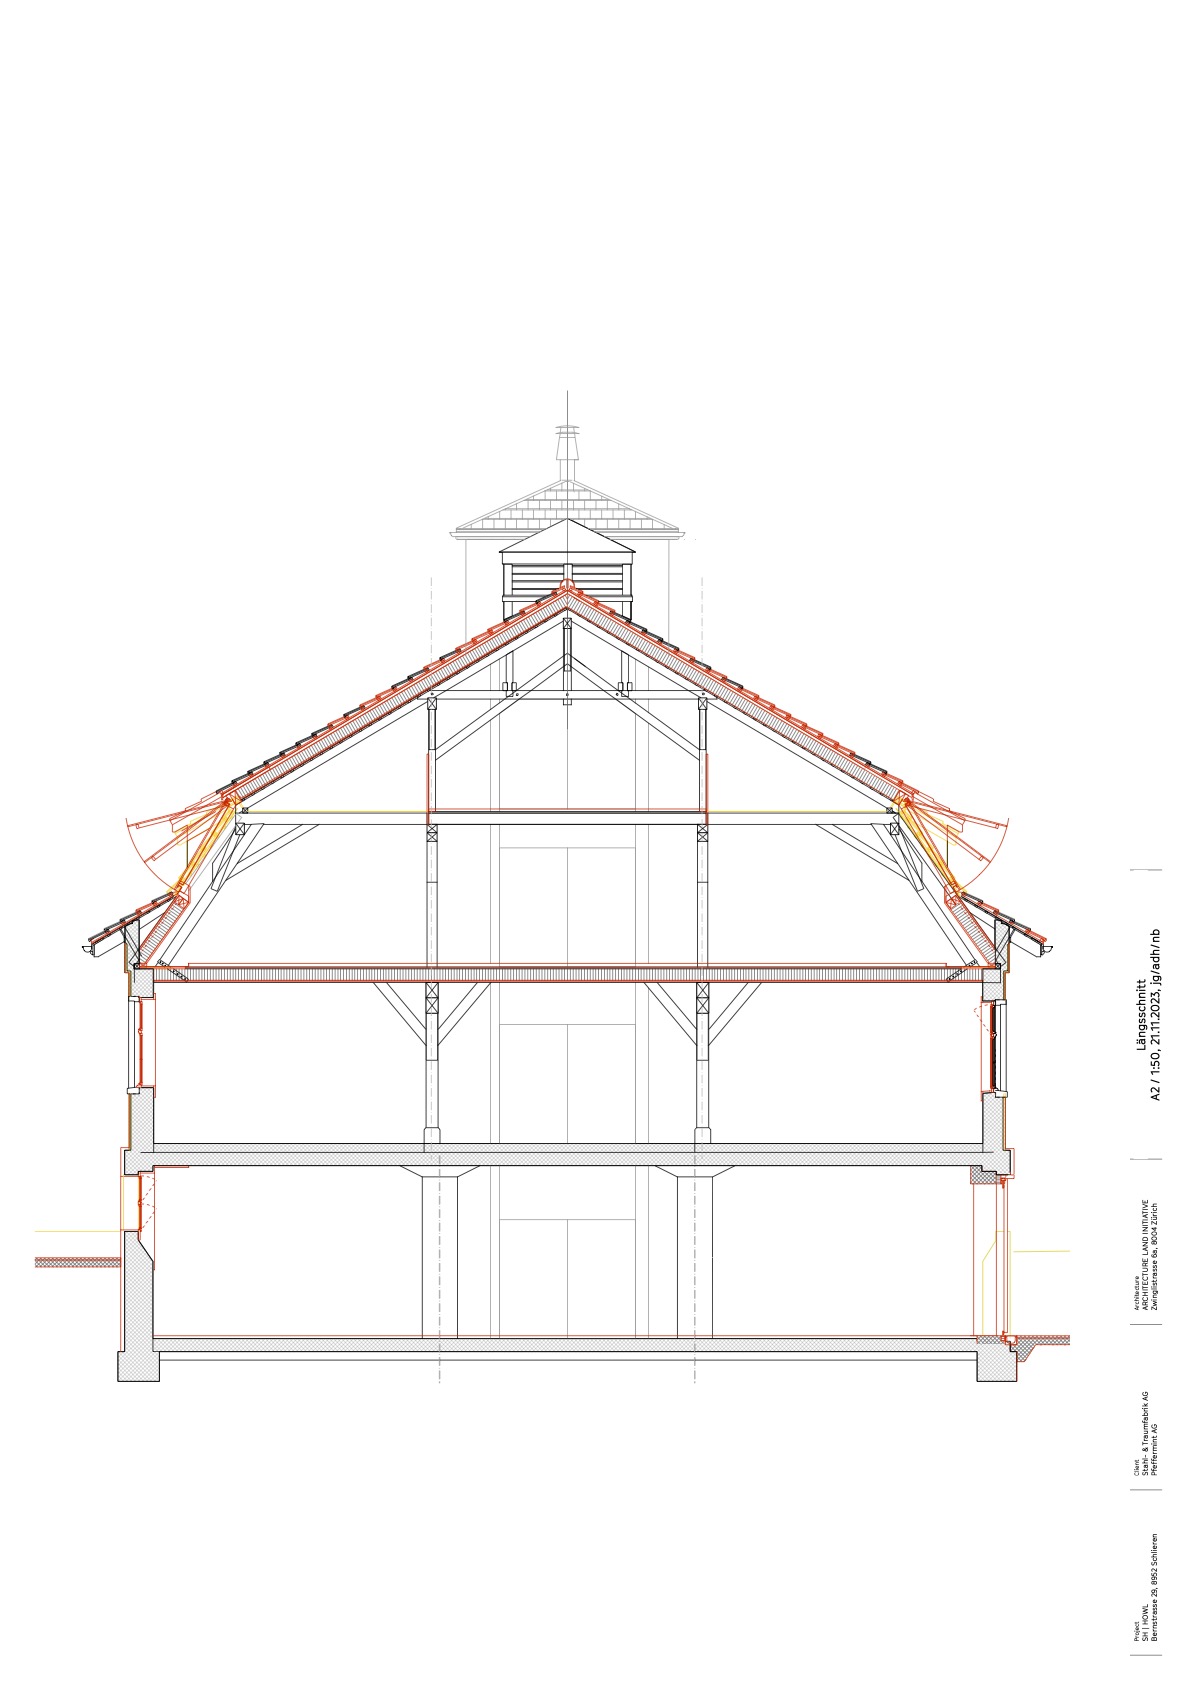 Längsschnitt
A2 / 1:50, 21.11.2023, jg/adh/nb
Architecture
ARCHITECTURE LAND INITIATIVE
Zwinglistrasse 6a, 8004 Zürich
Client
Stahl- & Traumfabrik AG
Pfeffermint AG
Project
SH | HOWL
Bernstrasse 29, 8952 Schlieren